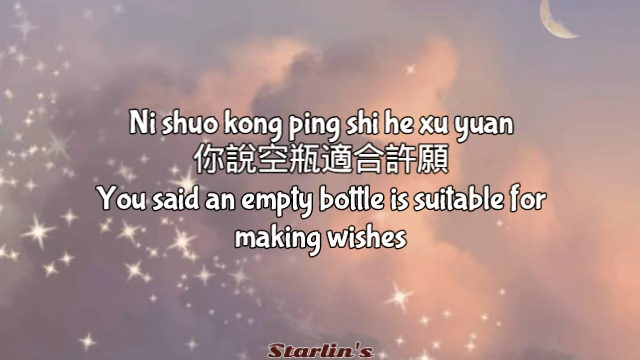 Ni shuo kong ping shi he xu yuan
你說空瓶適合許願
You said an empty bottle is suitable for
making wishes
Starlin's